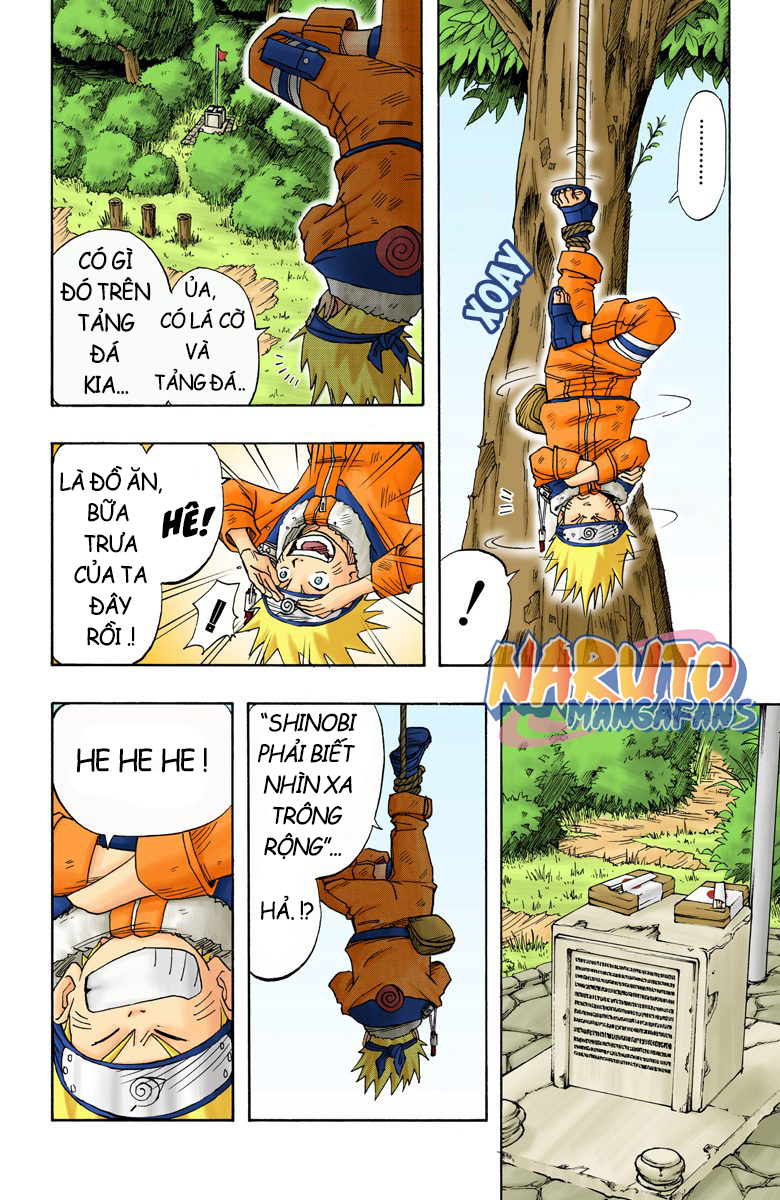 ..........
XOAY
!
ỦA,
CÓ LÁ CỜ
VÀ
TẢNG ĐÁ..
CÓ GÌ
ĐÓ TRÊN
TẢNG
ĐÁ
KIA...
HÊ!
!!
LÀ ĐỒ ĂN,
BỮA
TRƯA
CỦA TA
ĐÂY
RỒI .!
NARUTO
MANGAFANS
"SHINOBI
PHẢI BIẾT
NHÌN XA
TRÔNG
RỘNG"...
HẢ. !?
HE HE HE !